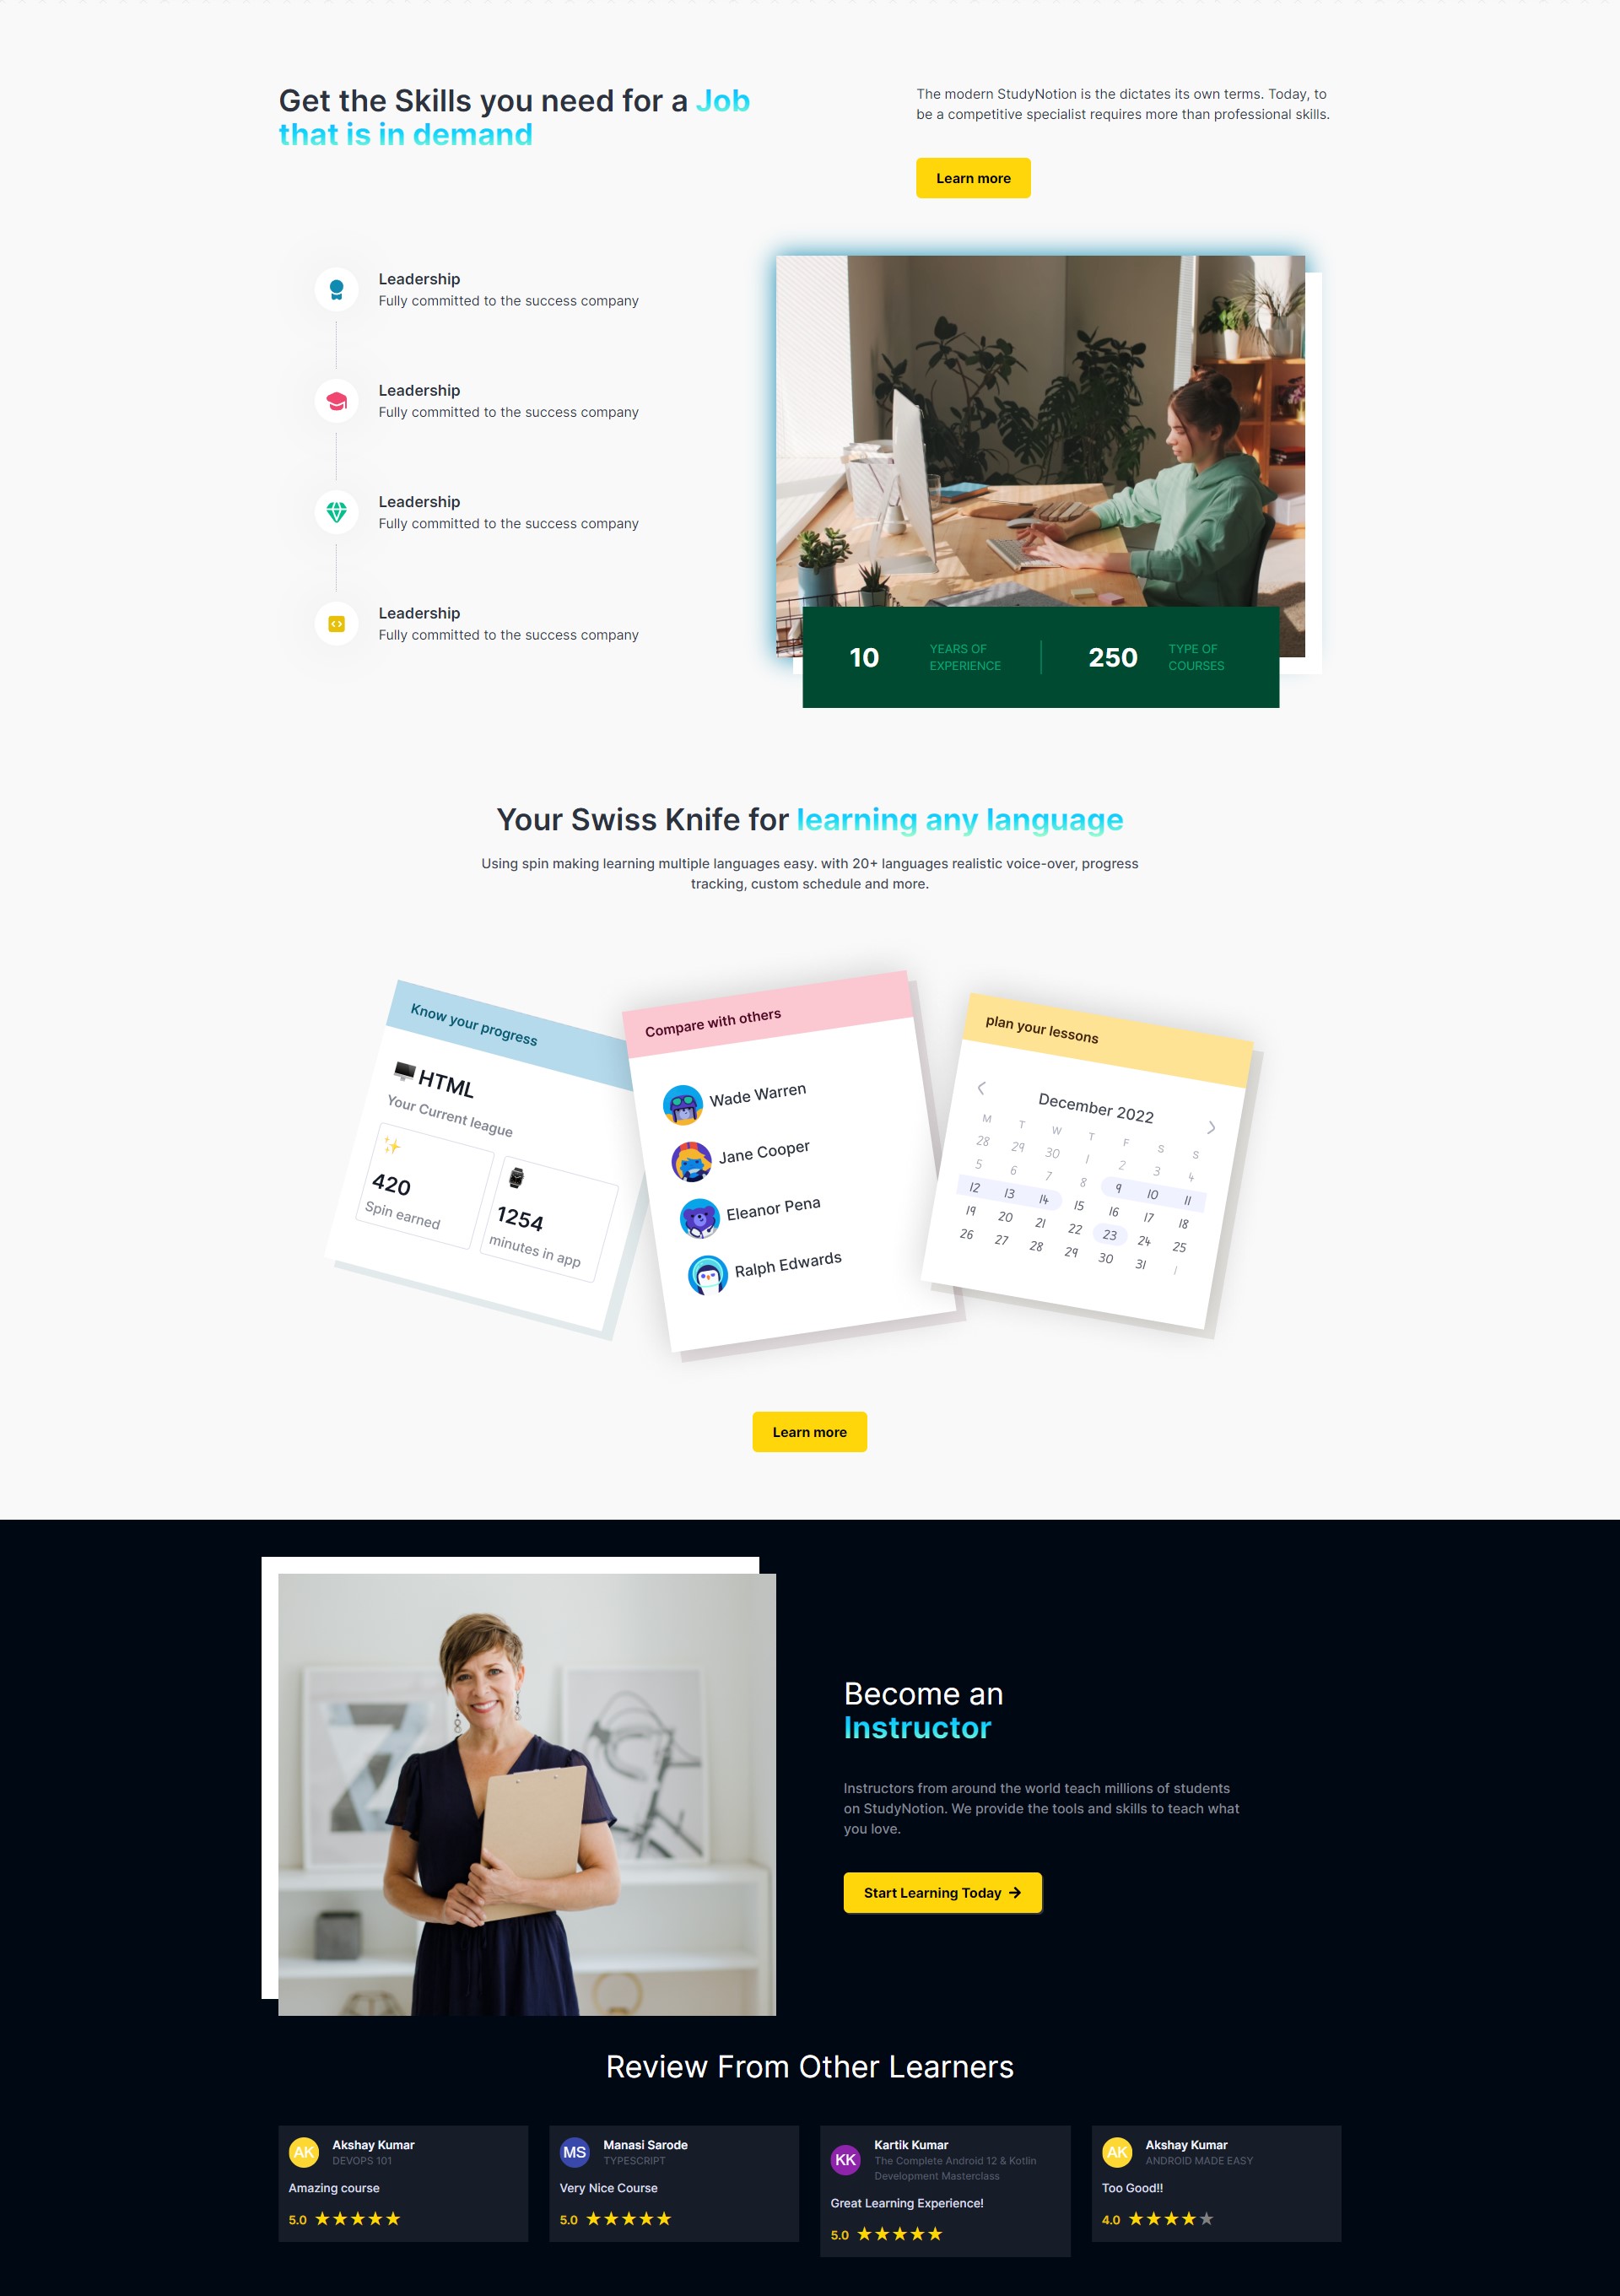 Get the Skills you need for a Job
that is in demand
The modern StudyNotion is the dictates its own terms. Today, to
be a competitive specialist requires more than professional skills.
Learn more
Leadership
Fully committed to the success company
Leadership
Fully committed to the success company
Leadership
Fully committed to the success company
Leadership
Fully committed to the success company
10
YEARS OF
EXPERIENCE
250
TYPE OF
COURSES
Your Swiss Knife for learning any language
Using spin making learning multiple languages easy. with 20+ languages realistic voice-over, progress
tracking, custom schedule and more.
Know your progress
HTML
Your Current league
420
Spin earned
1254
minutes in app
Compare with others
Wade Warren
Jane Cooper
Eleanor Pena
Ralph Edwards
plan your lessons
December 2022
M T W T F S S
28 29 30 1 2 3 4
5 6 7 8 9 10 11
12 13 14 15 16 17 18
19 20 21 22 23 24 25
26 27 28 29 30 31 1
Learn more
Become an
Instructor
Instructors from around the world teach millions of students
on StudyNotion. We provide the tools and skills to teach what
you love.
Start Learning Today
Review From Other Learners
AK
Akshay Kumar
DEVOPS 101
Amazing course
5.0
MS
Manasi Sarode
TYPESCRIPT
Very Nice Course
5.0
KK
Kartik Kumar
The Complete Android 12 & Kotlin
Development Masterclass
Great Learning Experience!
5.0
AK
Akshay Kumar
ANDROID MADE EASY
Too Good!!
4.0